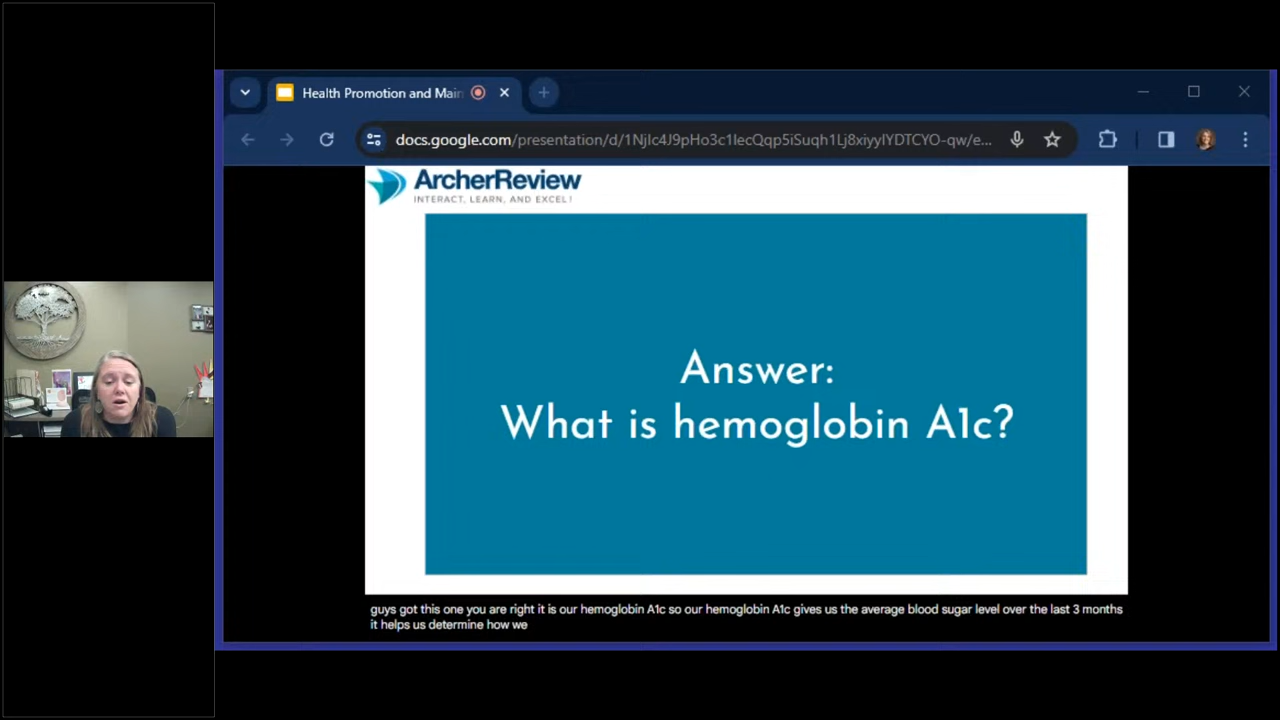 Health Promotion and Main
docs.google.com/presentation/d/1NjIc4J9pHo3c1lecQqp5iSuqh1Lj8xiyyIYDTCYO-qw/e...
ArcherReview
INTERACT, LEARN, AND EXCEL!
Answer:
What is hemoglobin A1c?
guys got this one you are right it is our hemoglobin A1c so our hemoglobin A1c gives us the average blood sugar level over the last 3 months
it helps us determine how we